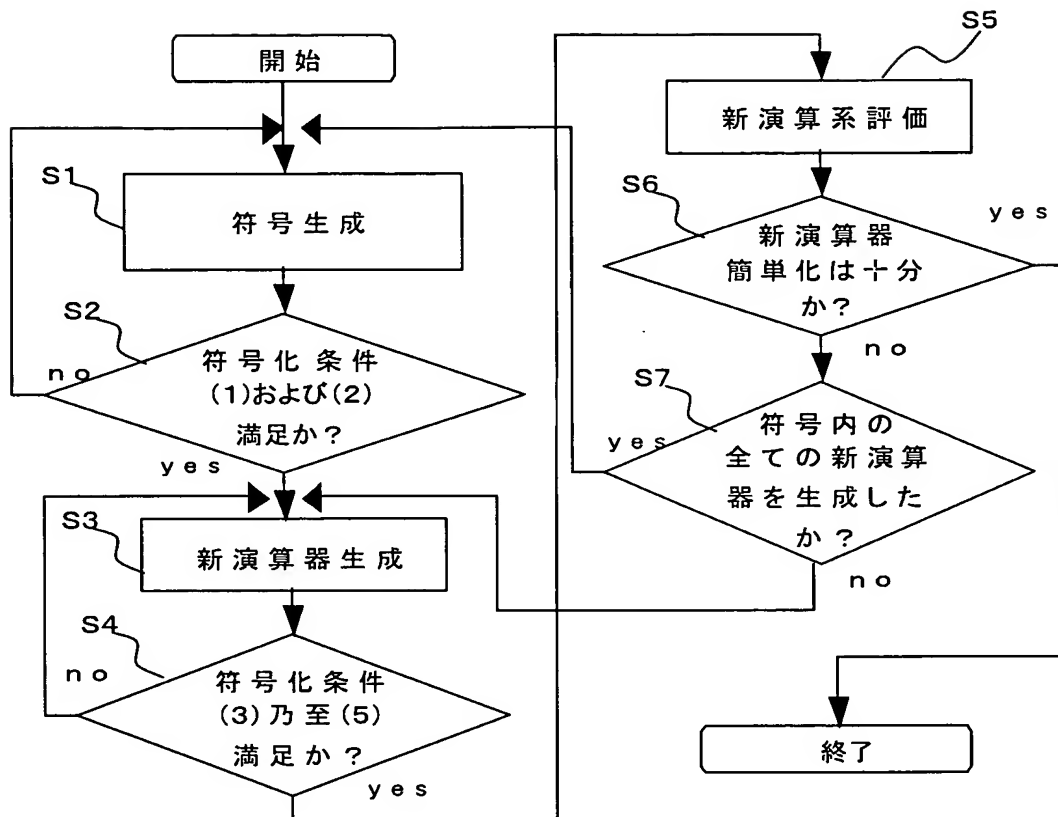 開始
S1
符号生成
S2
符号化条件
(1)および(2)
満足か？
no
yes
S3
新演算器生成
S4
符号化条件
(3)乃至(5)
満足か？
no
yes
S5
新演算系評価
S6
新演算器
簡単化は十分
か？
yes
no
S7
符号内の
全ての新演算
器を生成した
か？
yes
no
終了